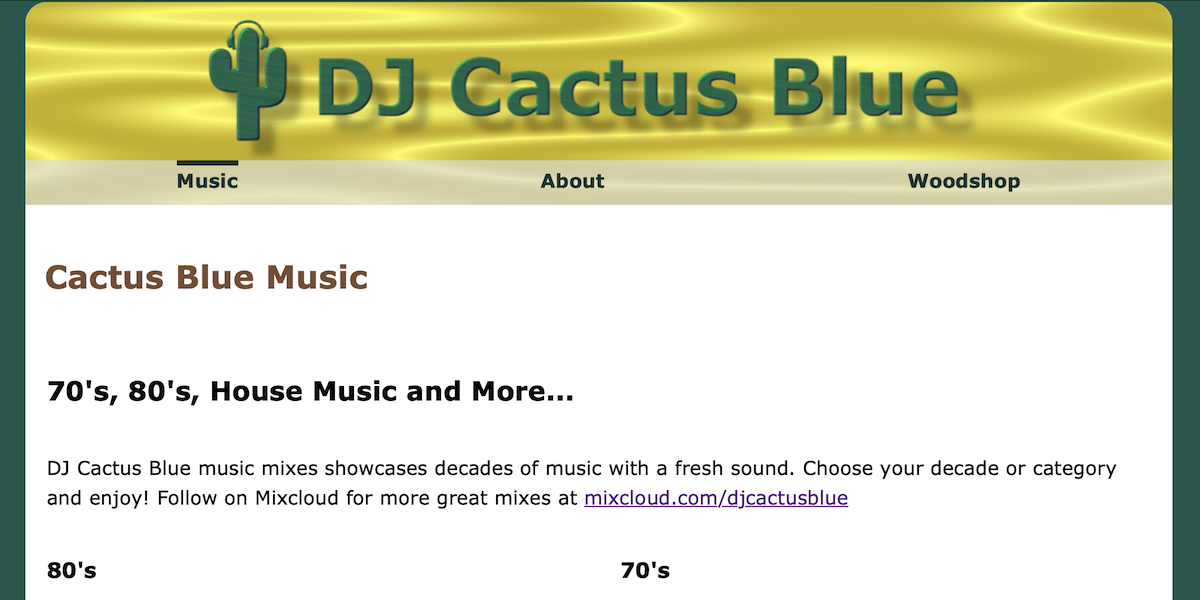 DJ Cactus Blue
Music About Woodshop
Cactus Blue Music
70's, 80's, House Music and More...
DJ Cactus Blue music mixes showcases decades of music with a fresh sound. Choose your decade or category
and enjoy! Follow on Mixcloud for more great mixes at mixcloud.com/djcactusblue
80's 70's